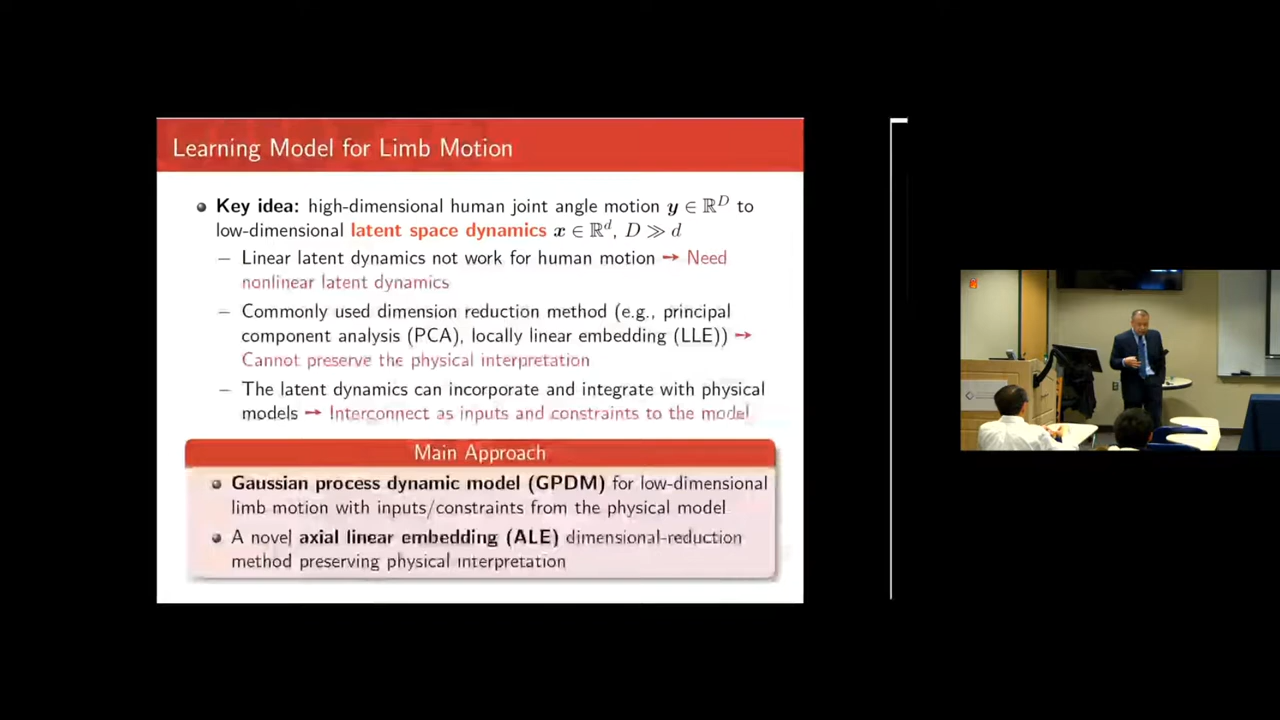 Learning Model for Limb Motion
Key idea: high-dimensional human joint angle motion y ∈ ℝᴰ to
low-dimensional latent space dynamics x ∈ ℝᵈ, D ≫ d
– Linear latent dynamics not work for human motion → Need
nonlinear latent dynamics
– Commonly used dimension reduction method (e.g., principal
component analysis (PCA), locally linear embedding (LLE)) →
Cannot preserve the physical interpretation
– The latent dynamics can incorporate and integrate with physical
models → Interconnect as inputs and constraints to the model
Main Approach
Gaussian process dynamic model (GPDM) for low-dimensional
limb motion with inputs/constraints from the physical model
A novel axial linear embedding (ALE) dimensional-reduction
method preserving physical interpretation